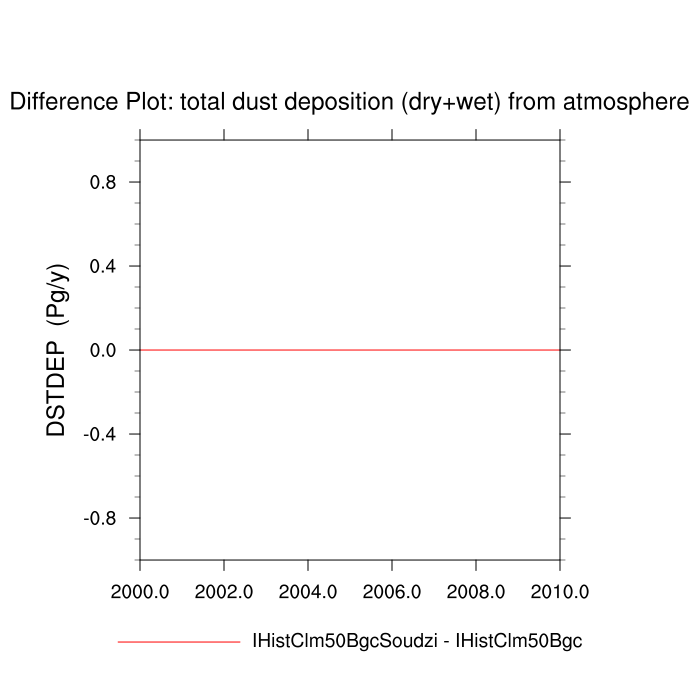 Difference Plot: total dust deposition (dry+wet) from atmosphere
0.8
0.4
0.0
-0.4
-0.8
DSTDEP (Pg/y)
2000.0 2002.0 2004.0 2006.0 2008.0 2010.0
IHistClm50BgcSoudzi - IHistClm50Bgc